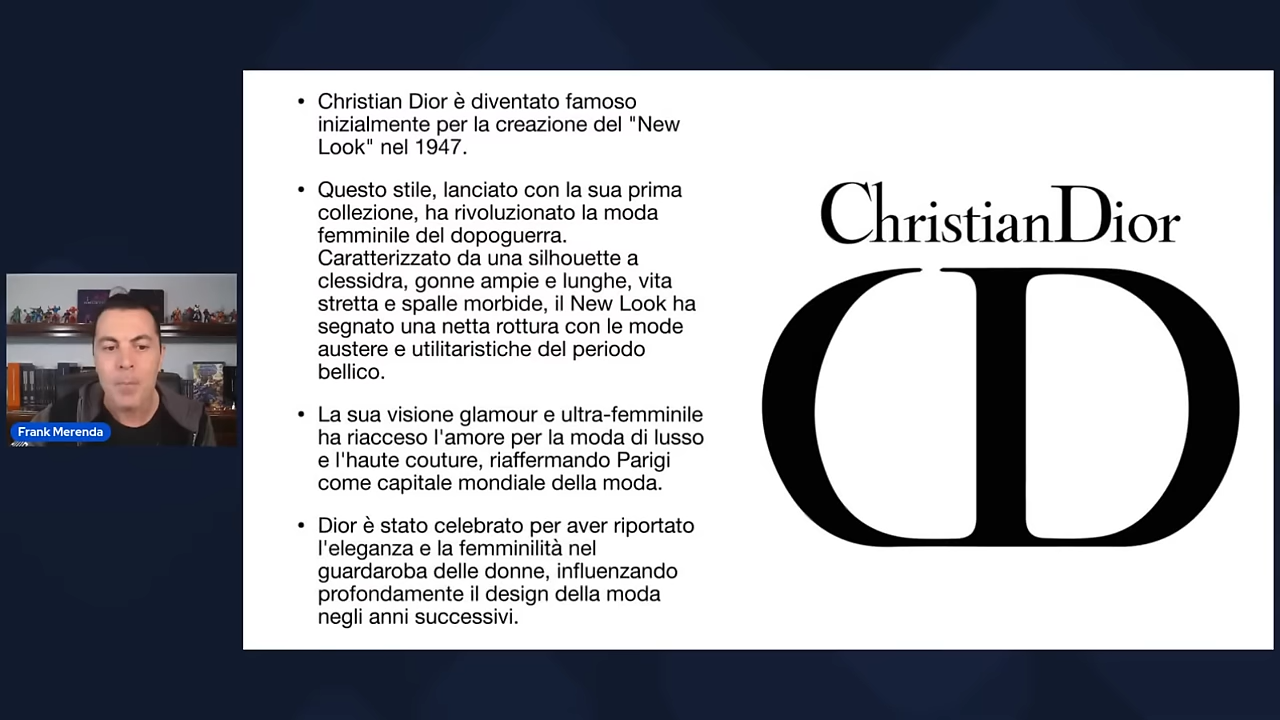 • Christian Dior è diventato famoso
inizialmente per la creazione del "New
Look" nel 1947.
• Questo stile, lanciato con la sua prima
collezione, ha rivoluzionato la moda
femminile del dopoguerra.
Caratterizzato da una silhouette a
clessidra, gonne ampie e lunghe, vita
stretta e spalle morbide, il New Look ha
segnato una netta rottura con le mode
austere e utilitaristiche del periodo
bellico.
• La sua visione glamour e ultra-femminile
ha riacceso l'amore per la moda di lusso
e l'haute couture, riaffermando Parigi
come capitale mondiale della moda.
• Dior è stato celebrato per aver riportato
l'eleganza e la femminilità nel
guardaroba delle donne, influenzando
profondamente il design della moda
negli anni successivi.
ChristianDior
CD
Frank Merenda